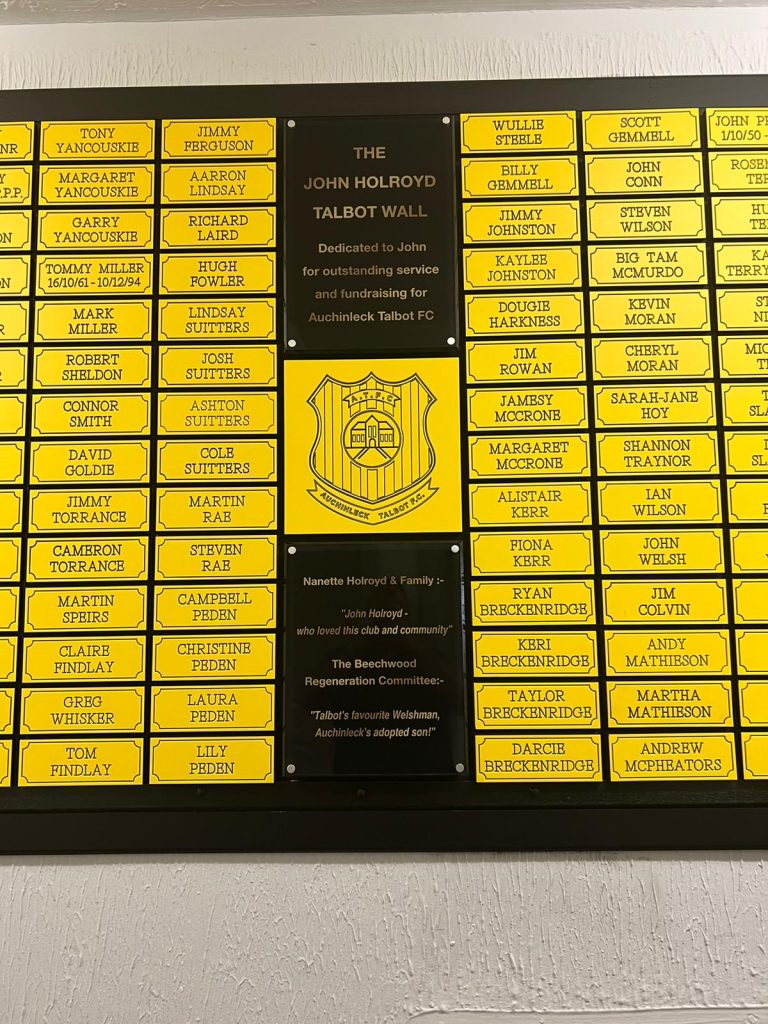 TONY
YANCOUSKIE
MARGARET
YANCOUSKIE
GARRY
YANCOUSKIE
TOMMY MILLER
16/10/61 - 10/12/94
MARK
MILLER
ROBERT
SHELDON
CONNOR
SMITH
DAVID
GOLDIE
JIMMY
TORRANCE
CAMERON
TORRANCE
MARTIN
SPEIRS
CLAIRE
FINDLAY
GREG
WHISKER
TOM
FINDLAY
JIMMY
FERGUSON
AARRON
LINDSAY
RICHARD
LAIRD
HUGH
FOWLER
LINDSAY
SUITTERS
JOSH
SUITTERS
ASHTON
SUITTERS
COLE
SUITTERS
MARTIN
RAE
STEVEN
RAE
CAMPBELL
PEDEN
CHRISTINE
PEDEN
LAURA
PEDEN
LILY
PEDEN
THE
JOHN HOLROYD
TALBOT WALL
Dedicated to John
for outstanding service
and fundraising for
Auchinleck Talbot FC
A.T.F.C
AUCHINLECK TALBOT F.C.
Nanette Holroyd & Family :-
"John Holroyd -
who loved this club and community"
The Beechwood
Regeneration Committee:-
"Talbot's favourite Welshman,
Auchinleck's adopted son!"
WULLIE
STEELE
BILLY
GEMMELL
JIMMY
JOHNSTON
KAYLEE
JOHNSTON
DOUGIE
HARKNESS
JIM
ROWAN
JAMESY
MCCRONE
MARGARET
MCCRONE
ALISTAIR
KERR
FIONA
KERR
RYAN
BRECKENRIDGE
KERI
BRECKENRIDGE
TAYLOR
BRECKENRIDGE
DARCIE
BRECKENRIDGE
SCOTT
GEMMELL
JOHN
CONN
STEVEN
WILSON
BIG TAM
MCMURDO
KEVIN
MORAN
CHERYL
MORAN
SARAH-JANE
HOY
SHANNON
TRAYNOR
IAN
WILSON
JOHN
WELSH
JIM
COLVIN
ANDY
MATHIESON
MARTHA
MATHIESON
ANDREW
MCPHEATORS
JOHN
1/10/50 -